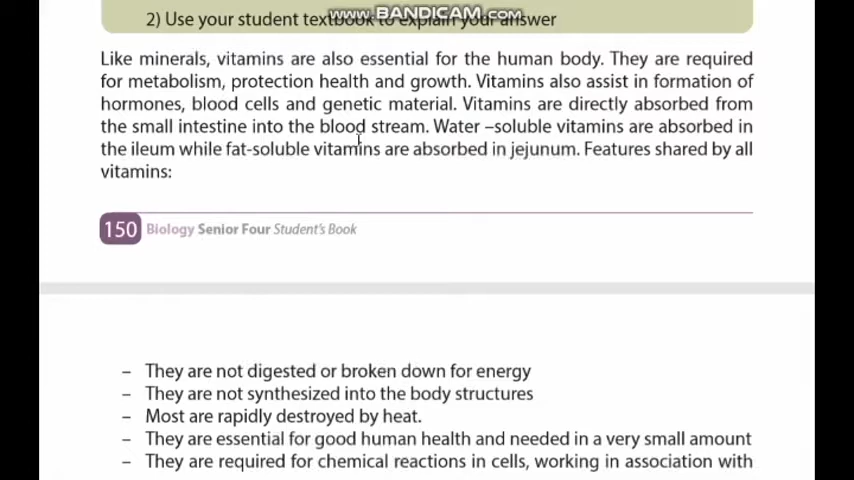 www.BANDICAM.com
2) Use your student textbook to explain your answer
Like minerals, vitamins are also essential for the human body. They are required
for metabolism, protection health and growth. Vitamins also assist in formation of
hormones, blood cells and genetic material. Vitamins are directly absorbed from
the small intestine into the blood stream. Water –soluble vitamins are absorbed in
the ileum while fat-soluble vitamins are absorbed in jejunum. Features shared by all
vitamins:
150 Biology Senior Four Student's Book
– They are not digested or broken down for energy
– They are not synthesized into the body structures
– Most are rapidly destroyed by heat.
– They are essential for good human health and needed in a very small amount
– They are required for chemical reactions in cells, working in association with